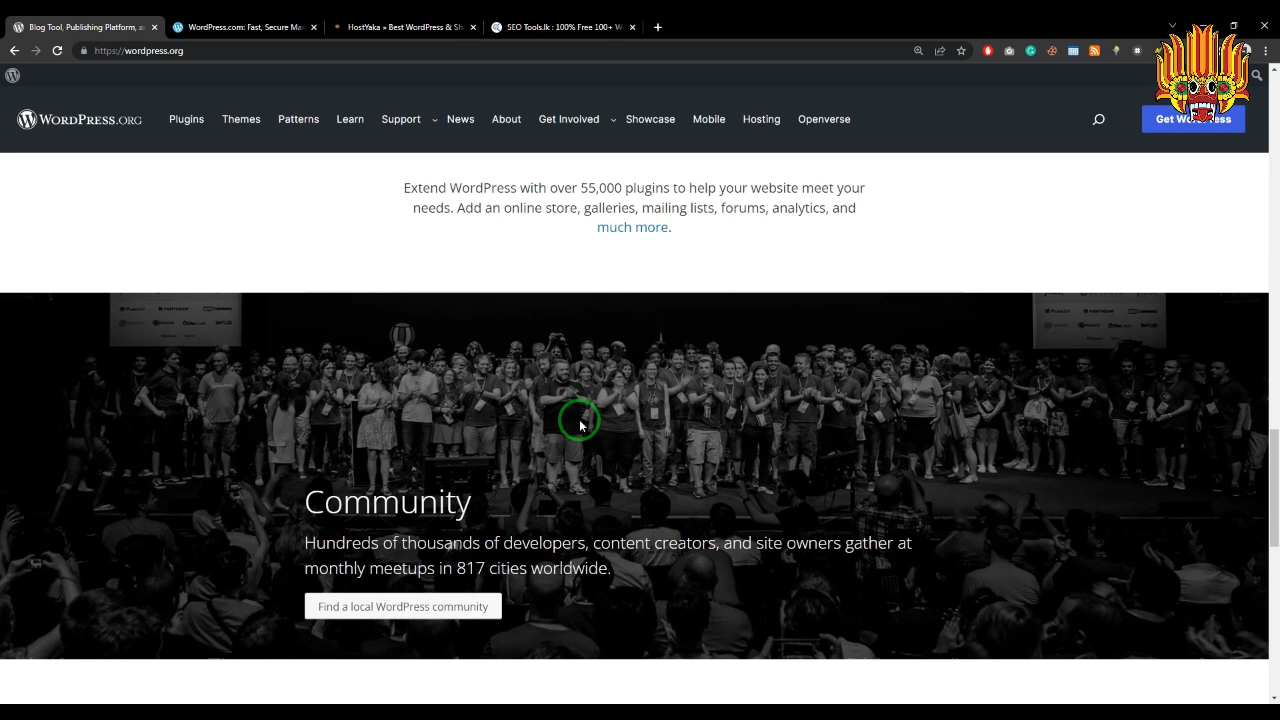 Blog Tool, Publishing Platform, a
WordPress.com: Fast, Secure Ma
HostYaka » Best WordPress & Sh
SEO Tools.lk : 100% Free 100+ W
https://wordpress.org
WORDPRESS.ORG
Plugins
Themes
Patterns
Learn
Support
News
About
Get Involved
Showcase
Mobile
Hosting
Openverse
Get WordPress
Extend WordPress with over 55,000 plugins to help your website meet your
needs. Add an online store, galleries, mailing lists, forums, analytics, and
much more.
Community
Hundreds of thousands of developers, content creators, and site owners gather at
monthly meetups in 817 cities worldwide.
Find a local WordPress community